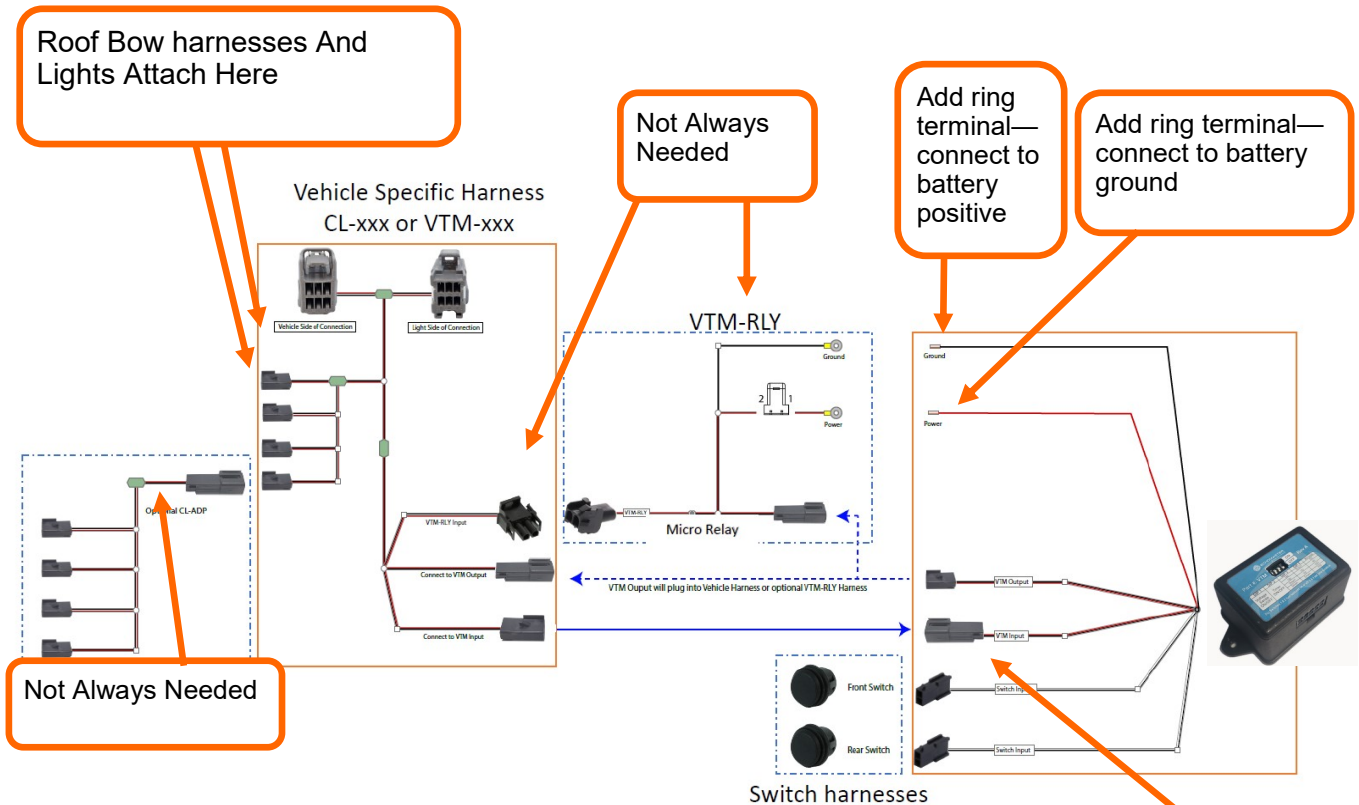 Roof Bow harnesses And
Lights Attach Here
Not Always
Needed
Add ring
terminal—
connect to
battery
positive
Add ring terminal—
connect to battery
ground
Vehicle Specific Harness
CL-xxx or VTM-xxx
Vehicle Side of Connection
Light Side of Connection
VTM-RLY
Ground
2
1
Power
Ground
Power
Optional CL-ADP
VTM-RLY Input
VTM-RLY
Micro Relay
Connect to VTM Output
VTM Ouput will plug into Vehicle Harness or optional VTM-RLY Harness
VTM Output
Connect to VTM Input
VTM Input
Not Always Needed
Front Switch
Switch Input
Rear Switch
Switch Input
Switch harnesses